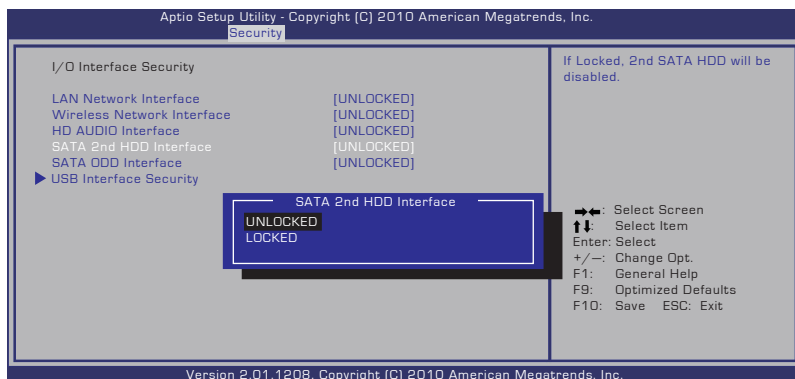 Aptio Setup Utility - Copyright (C) 2010 American Megatrends, Inc.
Security
I/O Interface Security
LAN Network Interface [UNLOCKED]
Wireless Network Interface [UNLOCKED]
HD AUDIO Interface [UNLOCKED]
SATA 2nd HDD Interface [UNLOCKED]
SATA ODD Interface [UNLOCKED]
USB Interface Security
SATA 2nd HDD Interface
UNLOCKED
LOCKED
If Locked, 2nd SATA HDD will be
disabled.
→←: Select Screen
↑↓: Select Item
Enter: Select
+/—: Change Opt.
F1: General Help
F9: Optimized Defaults
F10: Save ESC: Exit
Version 2.01.1208. Copyright (C) 2010 American Megatrends, Inc.